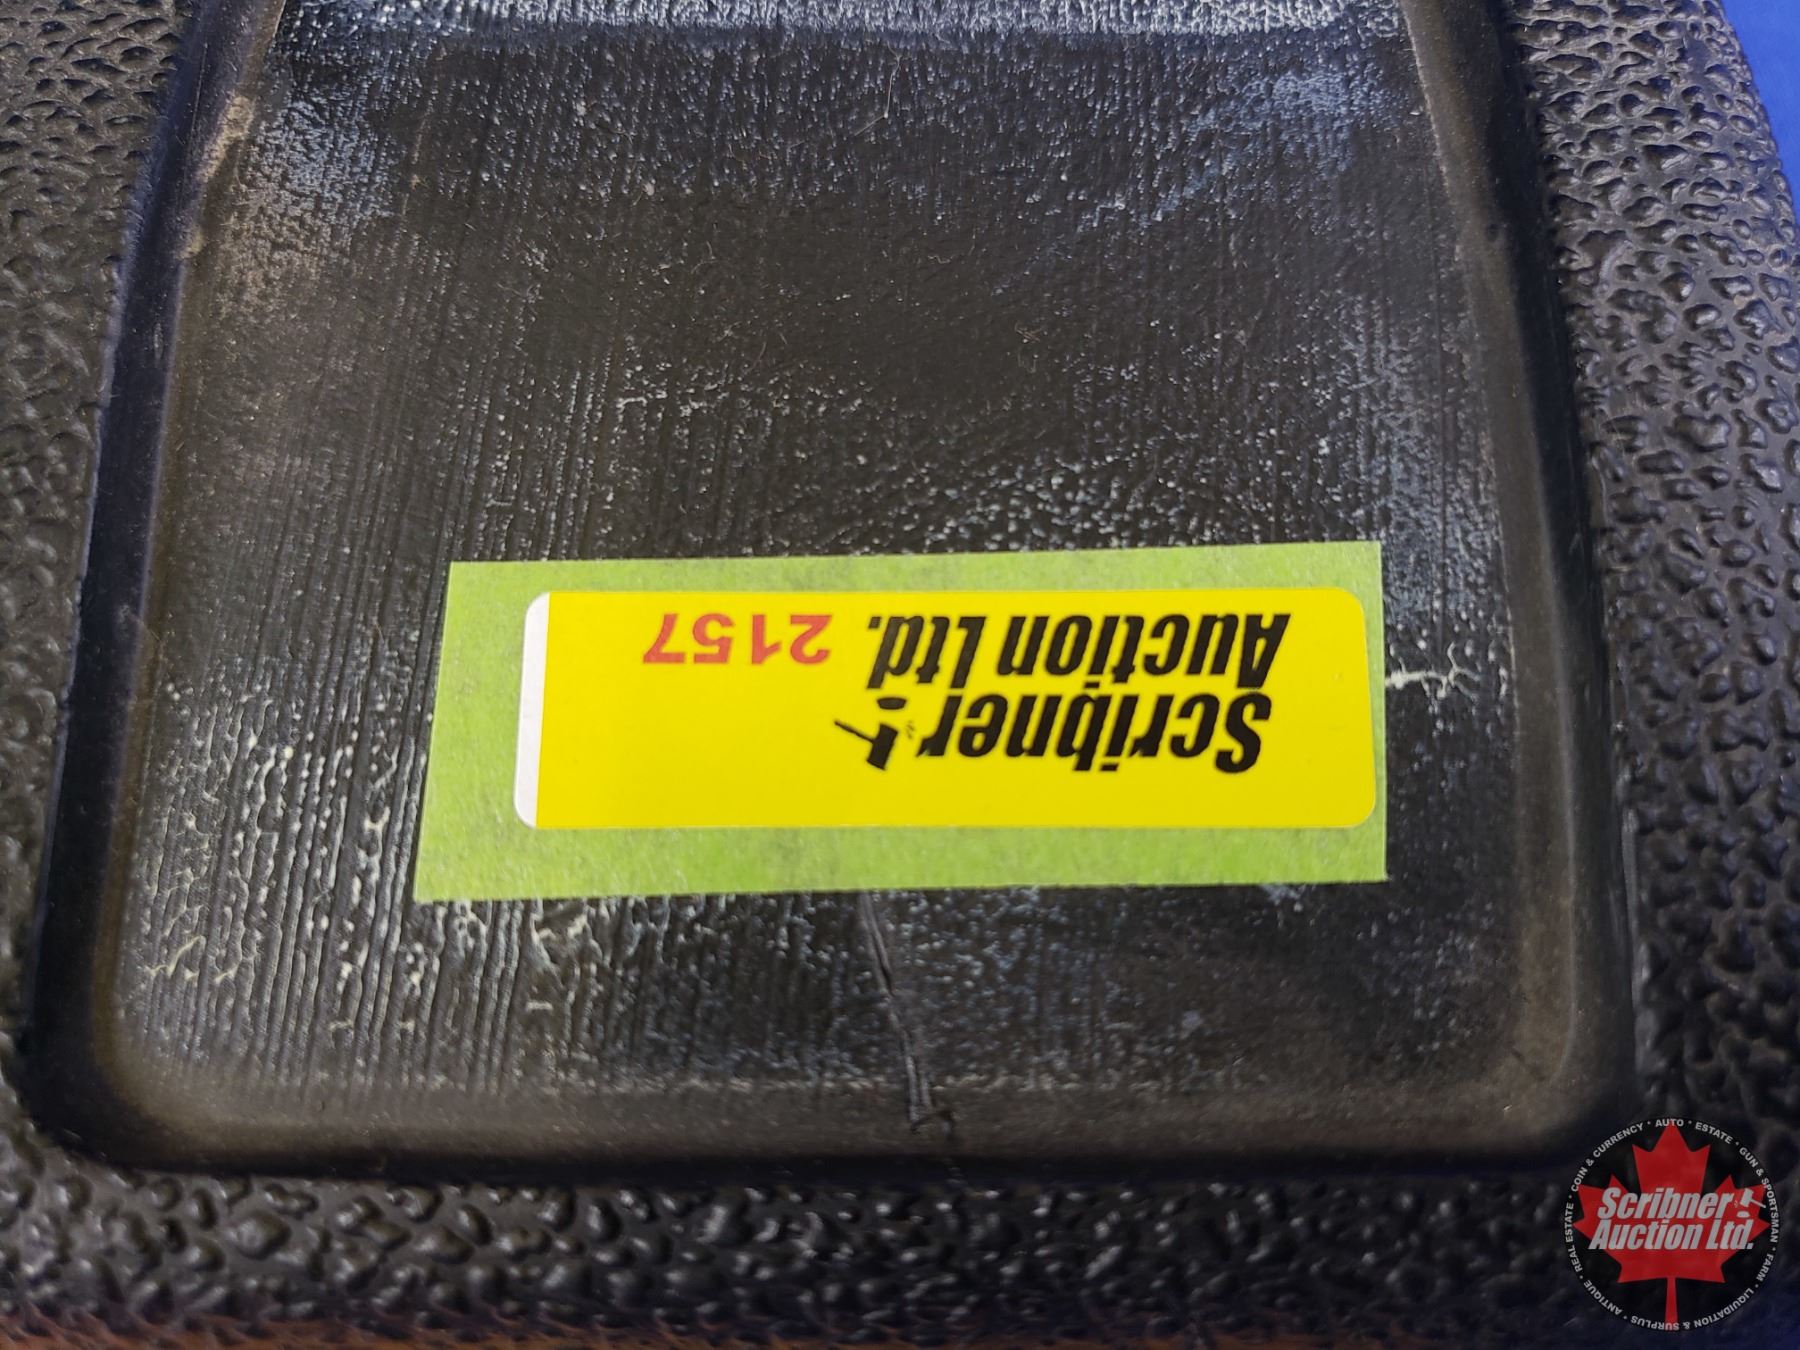 Scribner
Auction Ltd. 2157
REAL ESTATE • COIN & CURRENCY • AUTO • ESTATE • GUN & SPORTSMAN • FARM • LIQUIDATION & SURPLUS • ANTIQUE •
Scribner
Auction Ltd.